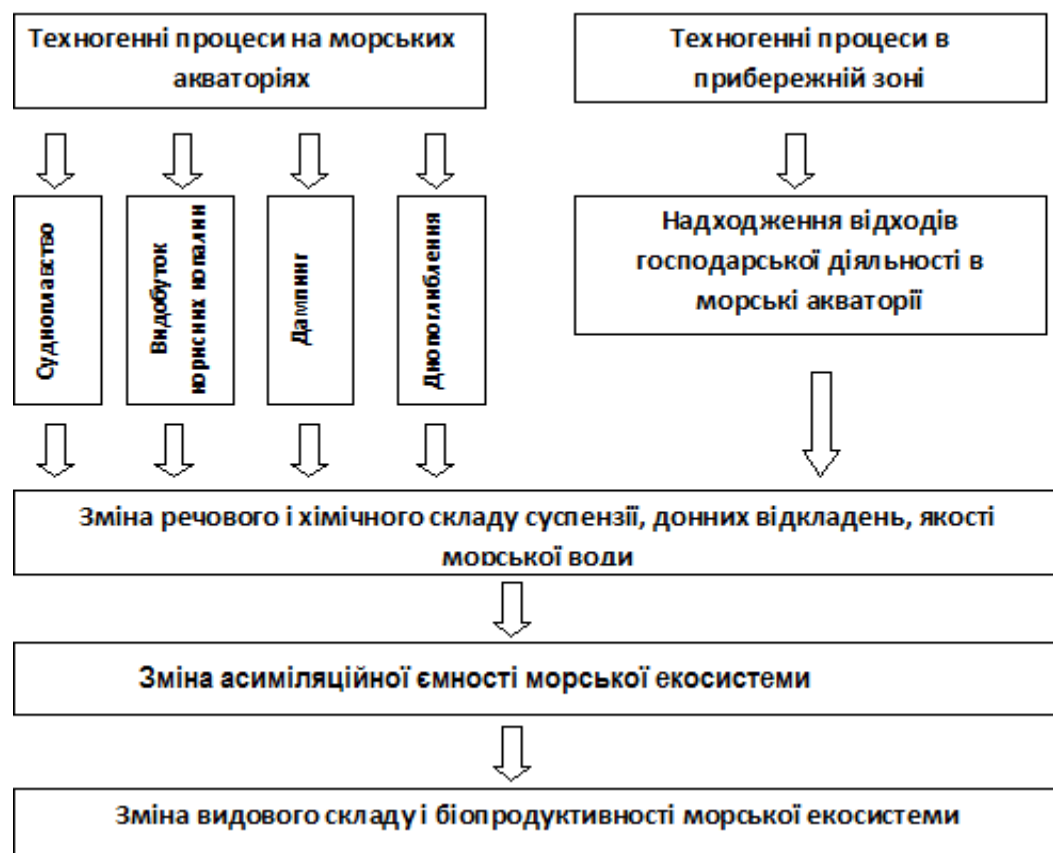 Техногенні процеси на морських
акваторіях
Техногенні процеси в
прибережній зоні
Судноплавство
Видобуток
корисних копалин
Дампинг
Днопоглиблення
Надходження відходів
господарської діяльності в
морські акваторії
Зміна речового і хімічного складу суспензії, донних відкладень, якості
морської води
Зміна асиміляційної ємності морської екосистеми
Зміна видового складу і біопродуктивності морської екосистеми